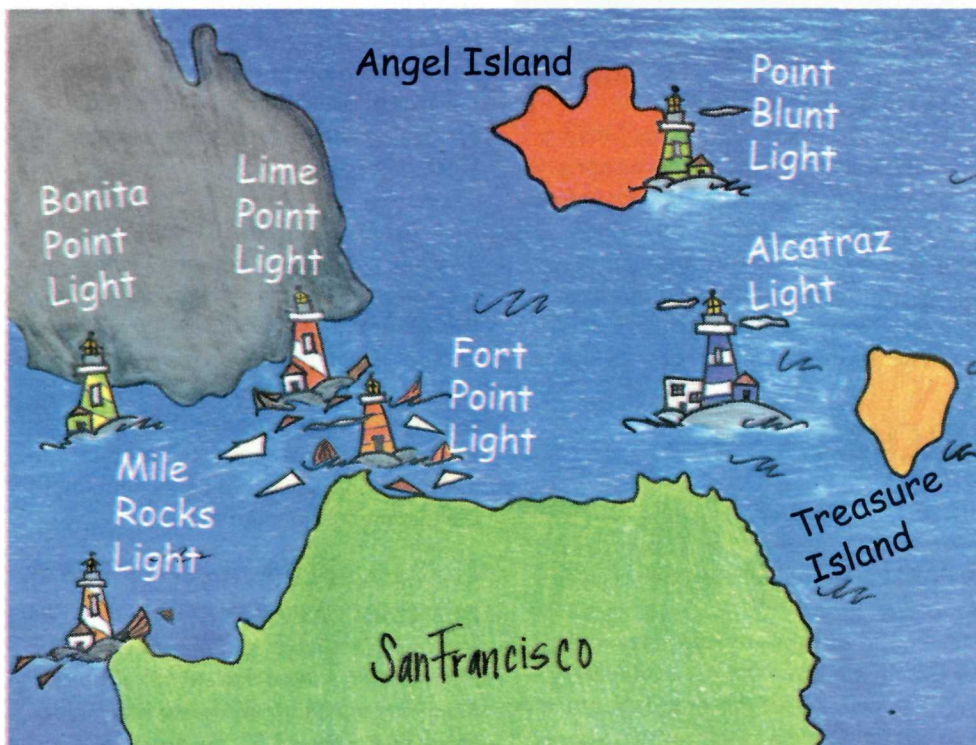 Angel Island
Point
Blunt
Light
Lime
Point
Light
Bonita
Point
Light
Alcatraz
Light
Fort
Point
Light
Mile
Rocks
Light
Treasure
Island
SanFrancisco